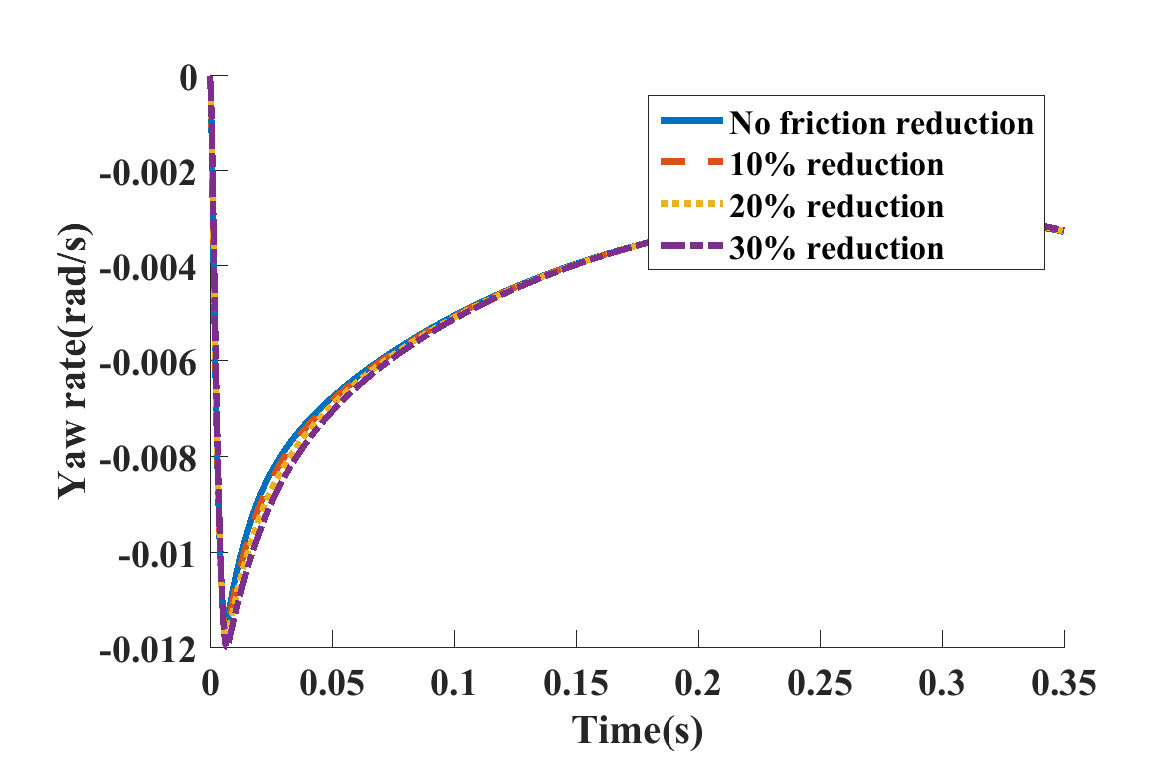 0
-0.002
-0.004
-0.006
-0.008
-0.01
-0.012
Yaw rate(rad/s)
No friction reduction
10% reduction
20% reduction
30% reduction
0 0.05 0.1 0.15 0.2 0.25 0.3 0.35
Time(s)